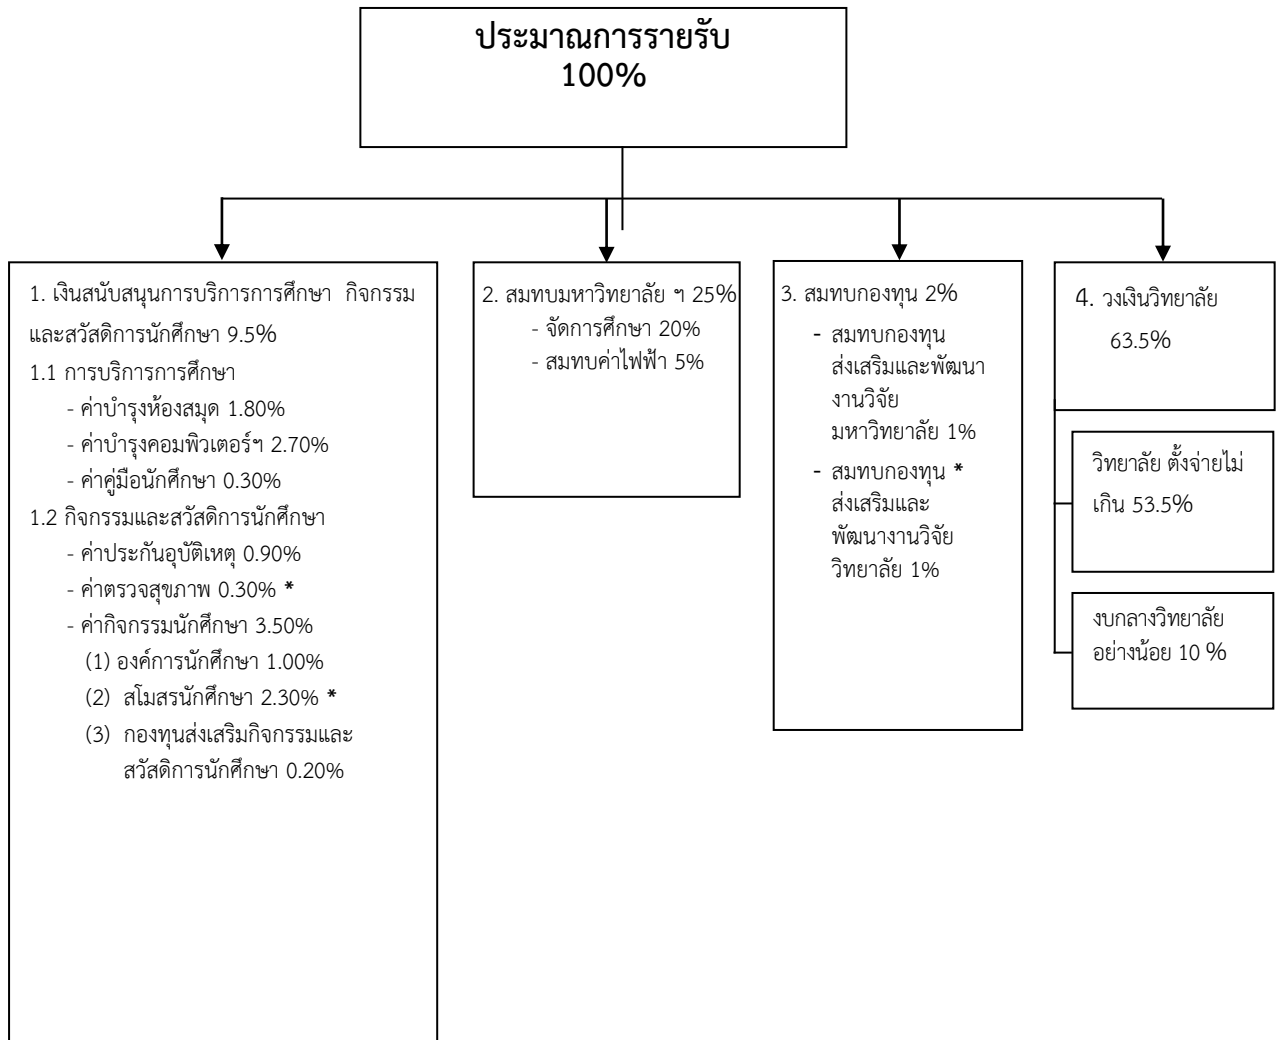 ประมาณการรายรับ
100%
1. เงินสนับสนุนการบริการการศึกษา กิจกรรม
และสวัสดิการนักศึกษา 9.5%
1.1 การบริการการศึกษา
- ค่าบำรุงห้องสมุด 1.80%
- ค่าบำรุงคอมพิวเตอร์ฯ 2.70%
- ค่าคู่มือนักศึกษา 0.30%
1.2 กิจกรรมและสวัสดิการนักศึกษา
- ค่าประกันอุบัติเหตุ 0.90%
- ค่าตรวจสุขภาพ 0.30% *
- ค่ากิจกรรมนักศึกษา 3.50%
(1) องค์การนักศึกษา 1.00%
(2) สโมสรนักศึกษา 2.30% *
(3) กองทุนส่งเสริมกิจกรรมและ
สวัสดิการนักศึกษา 0.20%
2. สมทบมหาวิทยาลัย ฯ 25%
- จัดการศึกษา 20%
- สมทบค่าไฟฟ้า 5%
3. สมทบกองทุน 2%
- สมทบกองทุน
ส่งเสริมและพัฒนา
งานวิจัย
มหาวิทยาลัย 1%
- สมทบกองทุน *
ส่งเสริมและ
พัฒนางานวิจัย
วิทยาลัย 1%
4. วงเงินวิทยาลัย
63.5%
วิทยาลัย ตั้งจ่ายไม่
เกิน 53.5%
งบกลางวิทยาลัย
อย่างน้อย 10 %